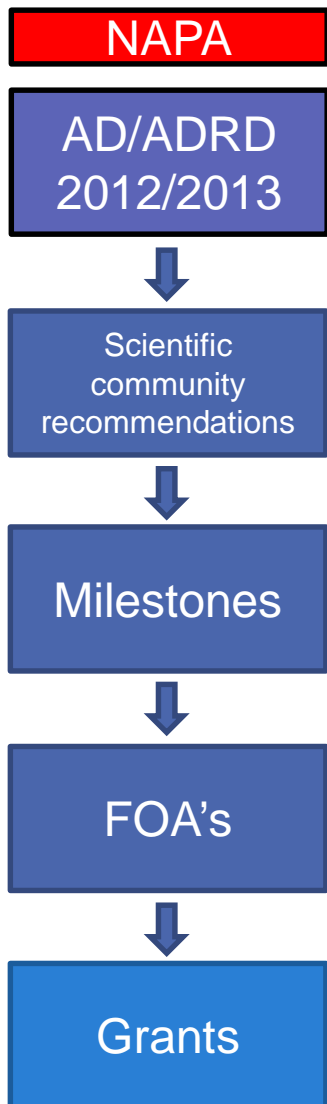 NAPA
AD/ADRD
2012/2013
Scientific
community
recommendations
Milestones
FOA's
Grants